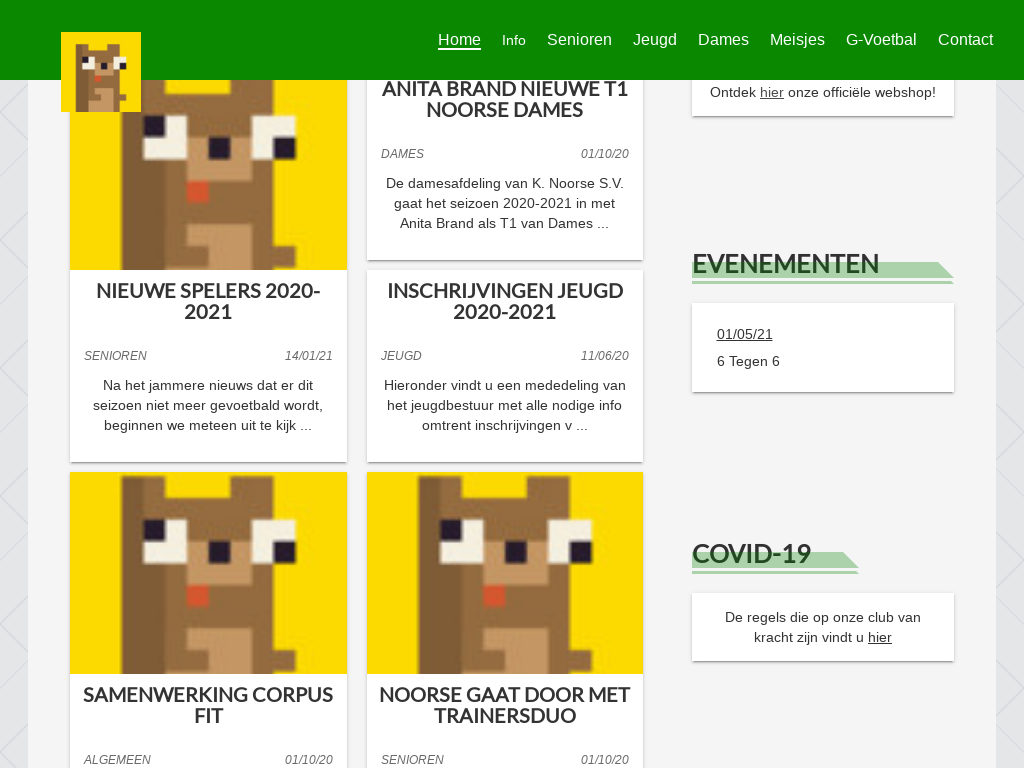 Home Info Senioren Jeugd Dames Meisjes G-Voetbal Contact
NIEUWE SPELERS 2020-
2021
SENIOREN 14/01/21
Na het jammere nieuws dat er dit
seizoen niet meer gevoetbald wordt,
beginnen we meteen uit te kijk ...
SAMENWERKING CORPUS
FIT
ALGEMEEN 01/10/20
ANITA BRAND NIEUWE T1
NOORSE DAMES
DAMES 01/10/20
De damesafdeling van K. Noorse S.V.
gaat het seizoen 2020-2021 in met
Anita Brand als T1 van Dames ...
INSCHRIJVINGEN JEUGD
2020-2021
JEUGD 11/06/20
Hieronder vindt u een mededeling van
het jeugdbestuur met alle nodige info
omtrent inschrijvingen v ...
NOORSE GAAT DOOR MET
TRAINERSDUO
SENIOREN 01/10/20
Ontdek hier onze officiële webshop!
EVENEMENTEN
01/05/21
6 Tegen 6
COVID-19
De regels die op onze club van
kracht zijn vindt u hier